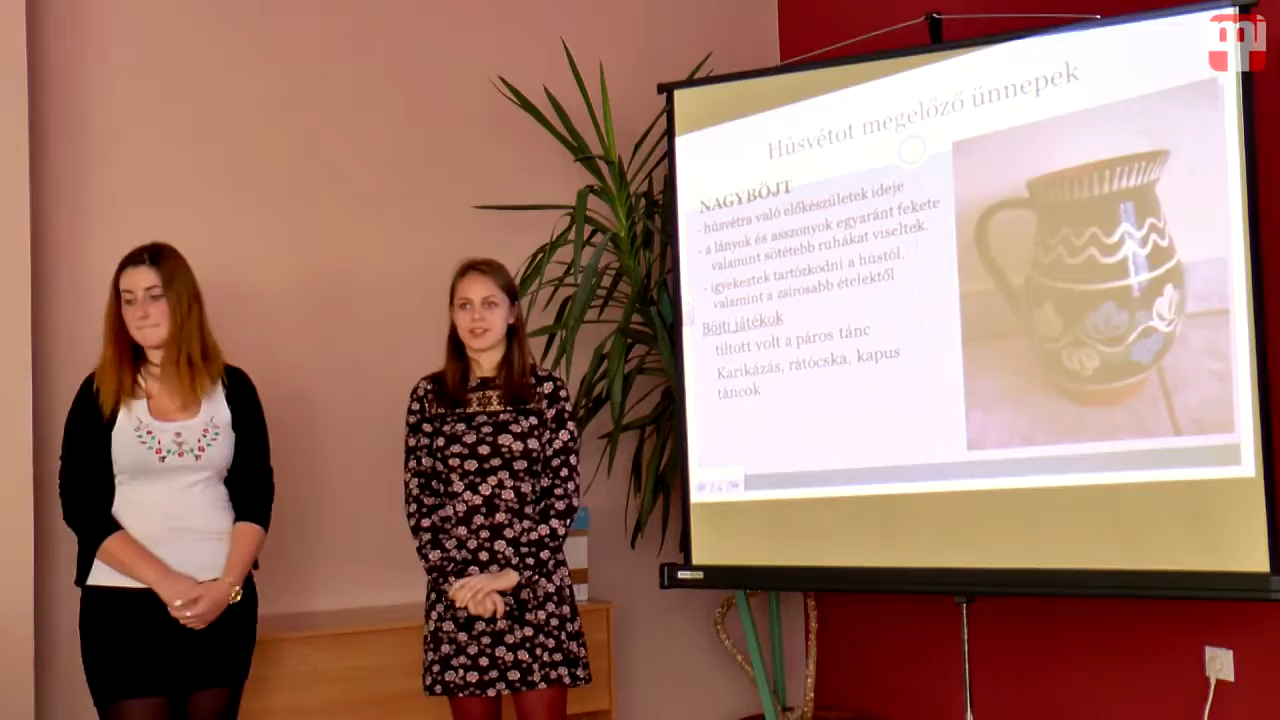 Húsvétot megelőző ünnepek
NAGYBÖJT
- húsvétra való előkészületek ideje
- a lányok és asszonyok egyaránt fekete
valamint sötétebb ruhákat viseltek.
- igyekeztek tartózkodni a hústól,
valamint a zsírosabb ételektől
Böjti játékok
tiltott volt a páros tánc
Karikázás, rátócska, kapus
táncok